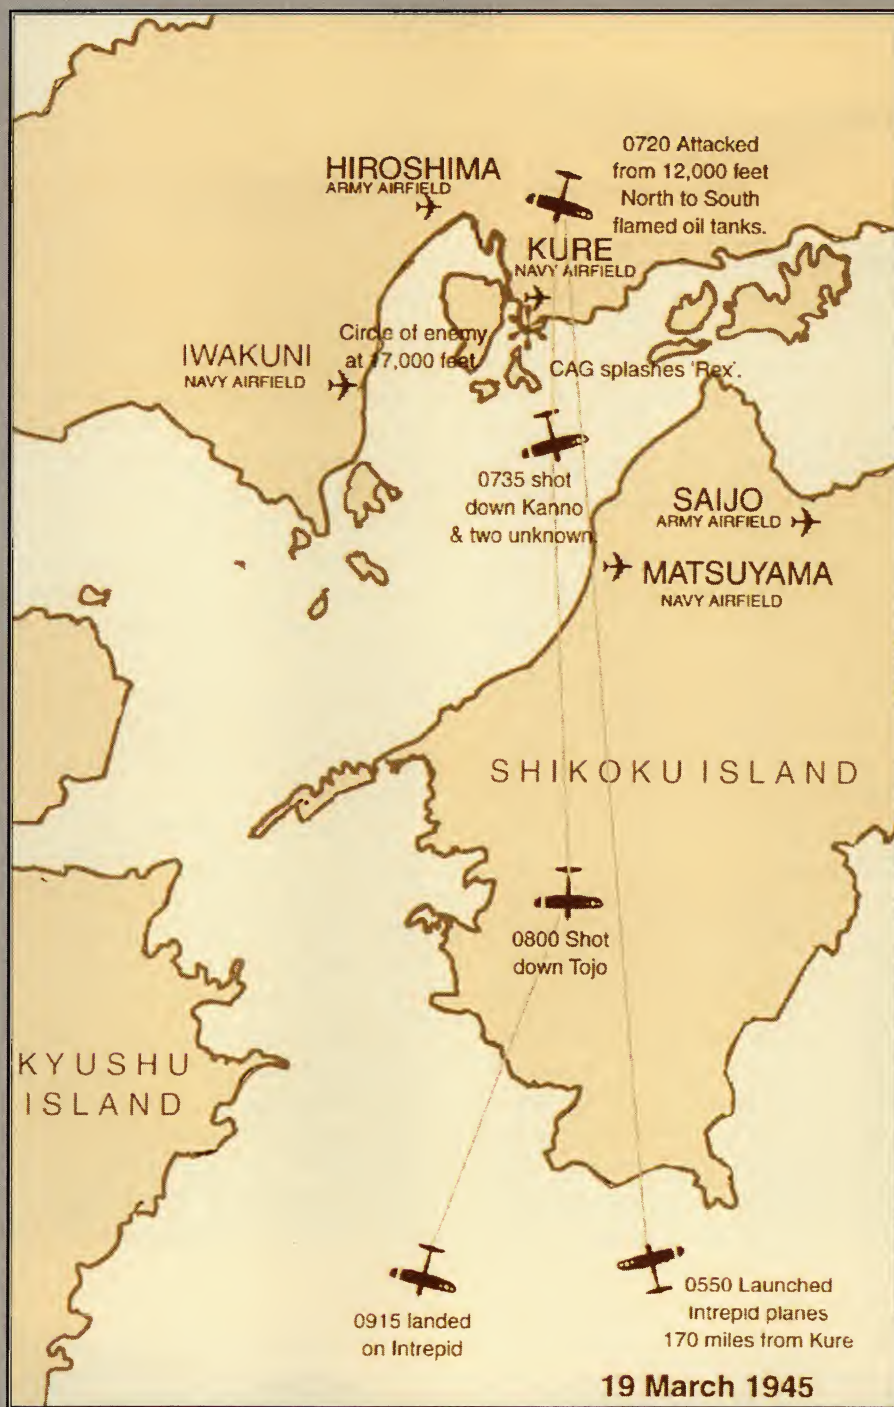 0720 Attacked
from 12,000 feet
North to South
flamed oil tanks.
HIROSHIMA
ARMY AIRFIELD
KURE
NAVY AIRFIELD
Circle of enemy
at 17,000 feet
IWAKUNI
NAVY AIRFIELD
CAG splashes 'Rex'.
0735 shot
down Kanno
& two unknown.
SAIJO
ARMY AIRFIELD
MATSUYAMA
NAVY AIRFIELD
SHIKOKU ISLAND
0800 Shot
down Tojo
KYUSHU
ISLAND
0915 landed
on Intrepid
0550 Launched
Intrepid planes
170 miles from Kure
19 March 1945